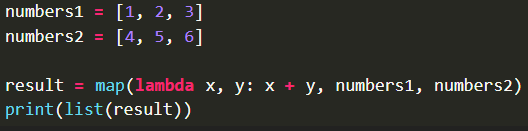 numbers1 = [1, 2, 3]
numbers2 = [4, 5, 6]
result = map(lambda x, y: x + y, numbers1, numbers2)
print(list(result))